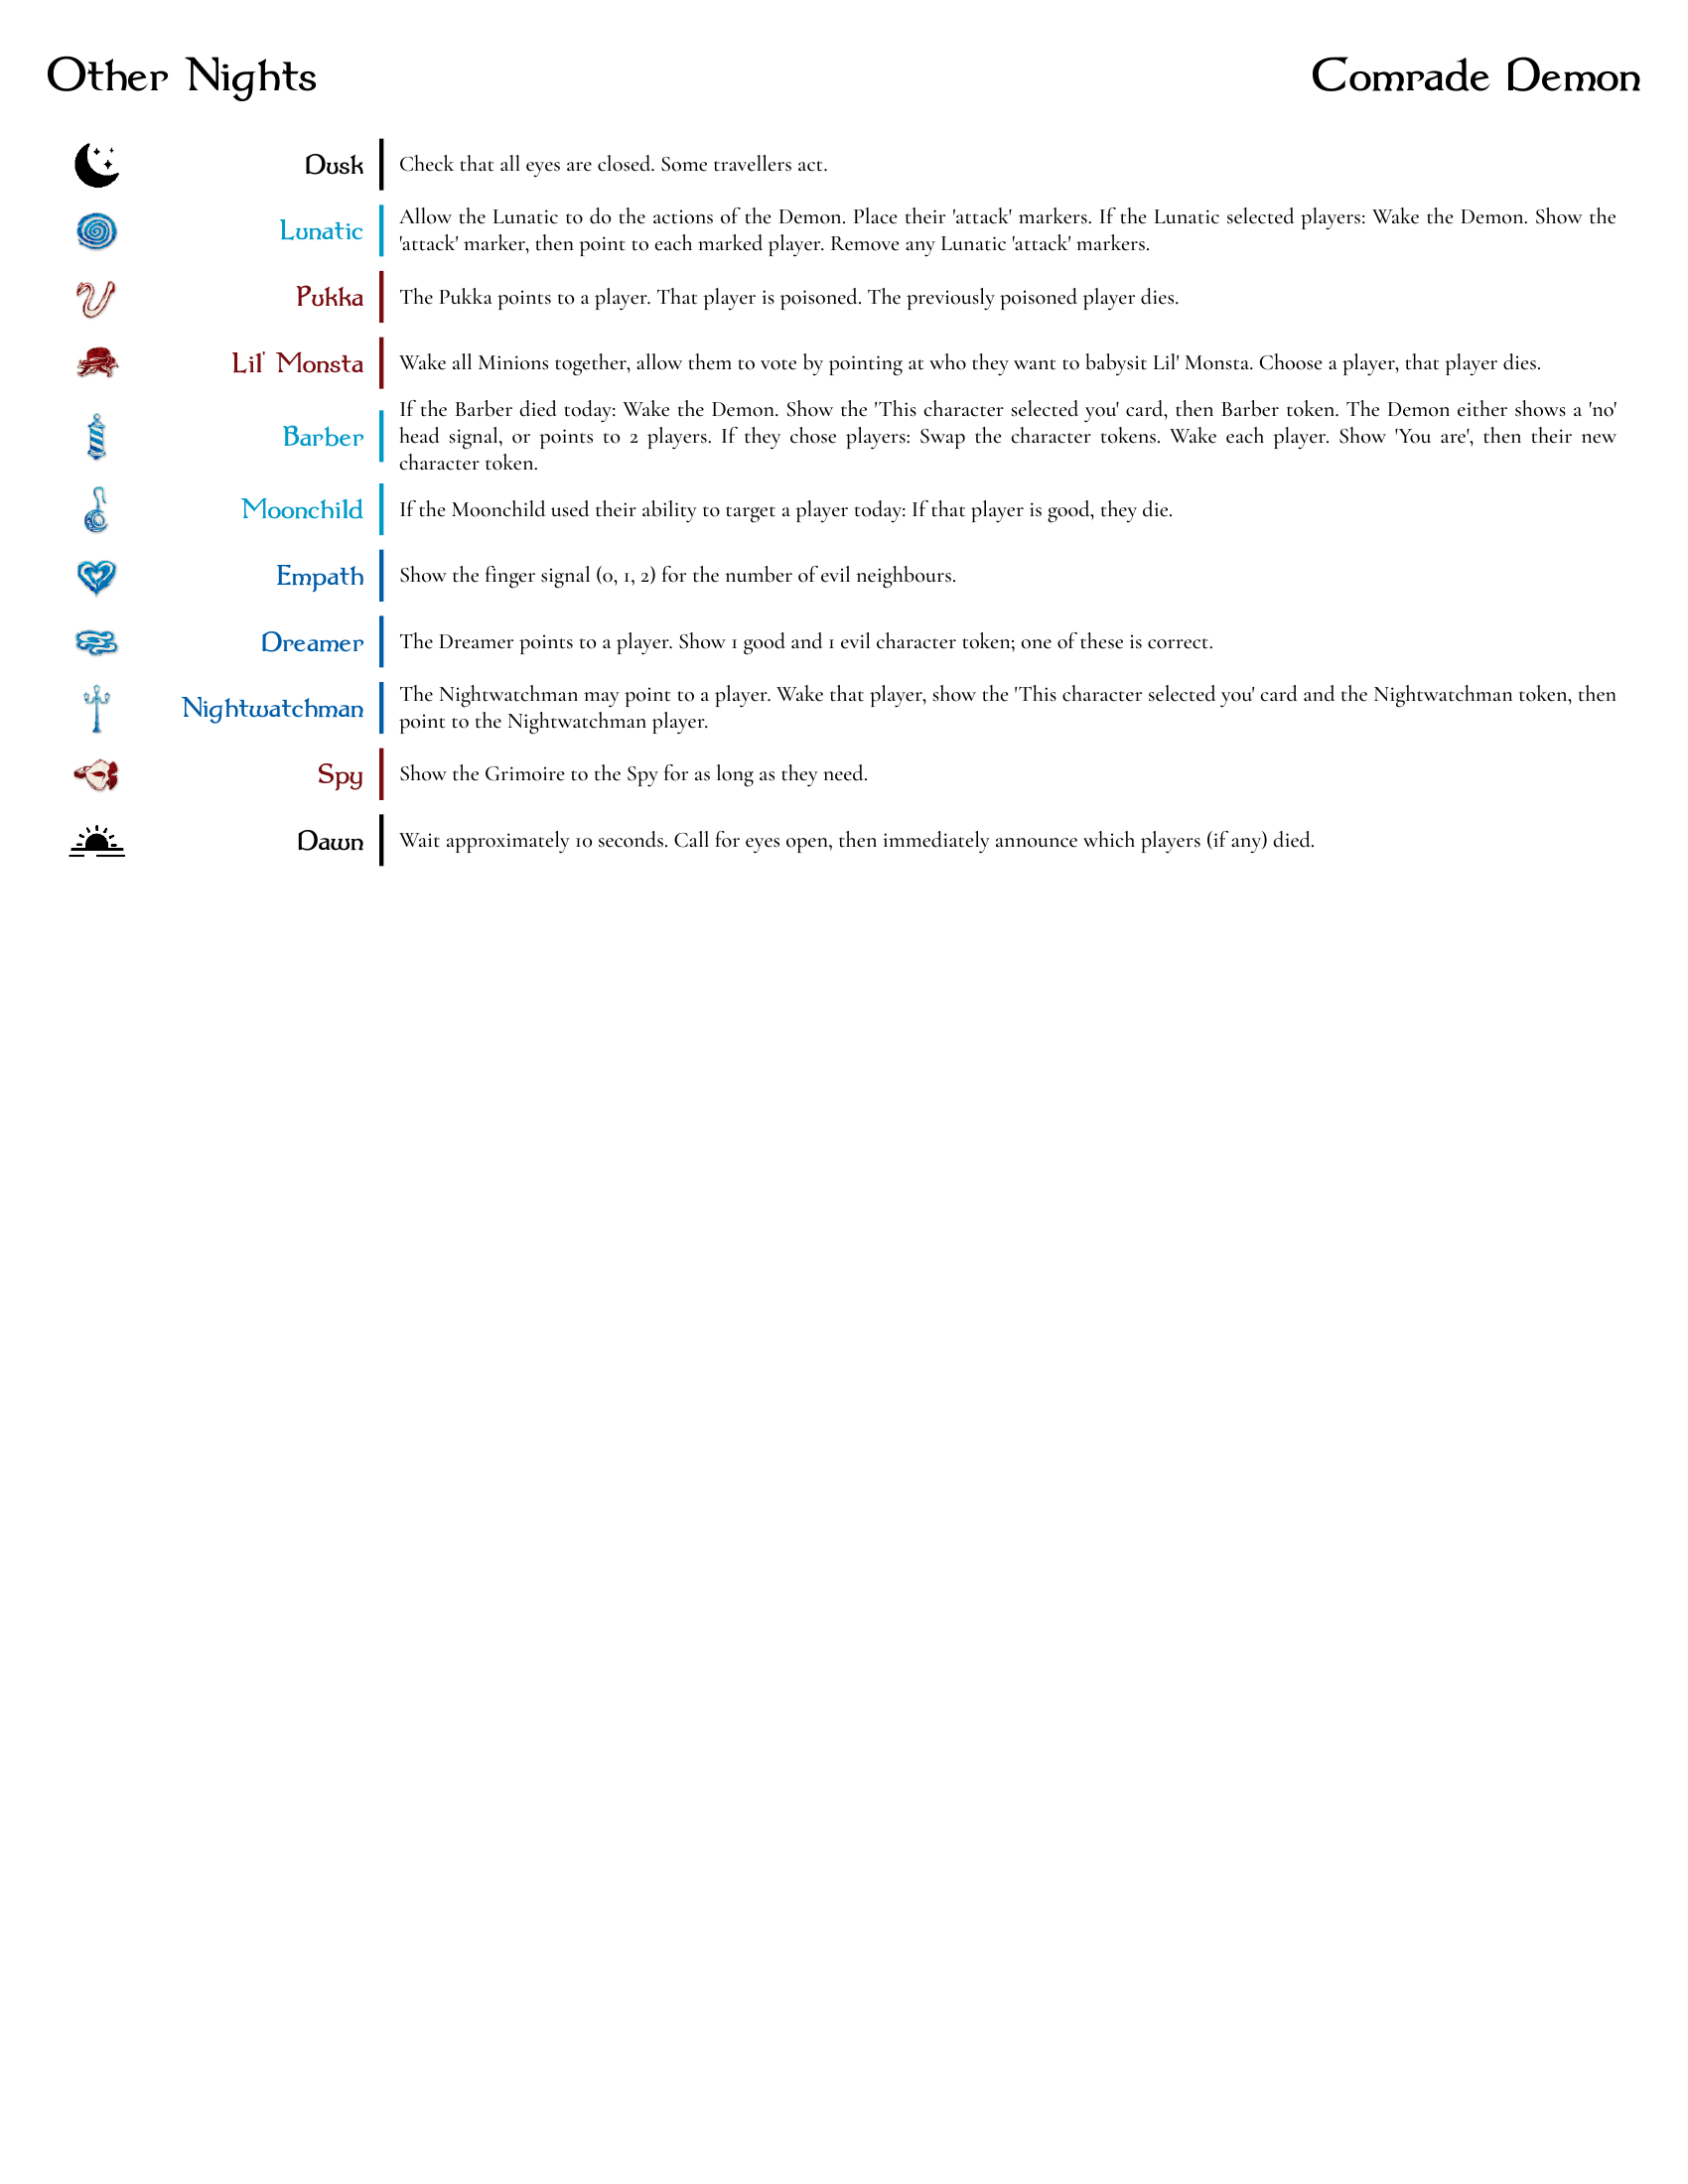 Other Nights
Comrade Demon
Dusk
Check that all eyes are closed. Some travellers act.
Lunatic
Allow the Lunatic to do the actions of the Demon. Place their 'attack' markers. If the Lunatic selected players: Wake the Demon. Show the
'attack' marker, then point to each marked player. Remove any Lunatic 'attack' markers.
Pukka
The Pukka points to a player. That player is poisoned. The previously poisoned player dies.
Lil' Monsta
Wake all Minions together, allow them to vote by pointing at who they want to babysit Lil' Monsta. Choose a player, that player dies.
Barber
If the Barber died today: Wake the Demon. Show the 'This character selected you' card, then Barber token. The Demon either shows a 'no'
head signal, or points to 2 players. If they chose players: Swap the character tokens. Wake each player. Show 'You are', then their new
character token.
Moonchild
If the Moonchild used their ability to target a player today: If that player is good, they die.
Empath
Show the finger signal (0, 1, 2) for the number of evil neighbours.
Dreamer
The Dreamer points to a player. Show 1 good and 1 evil character token; one of these is correct.
Nightwatchman
The Nightwatchman may point to a player. Wake that player, show the 'This character selected you' card and the Nightwatchman token, then
point to the Nightwatchman player.
Spy
Show the Grimoire to the Spy for as long as they need.
Dawn
Wait approximately 10 seconds. Call for eyes open, then immediately announce which players (if any) died.